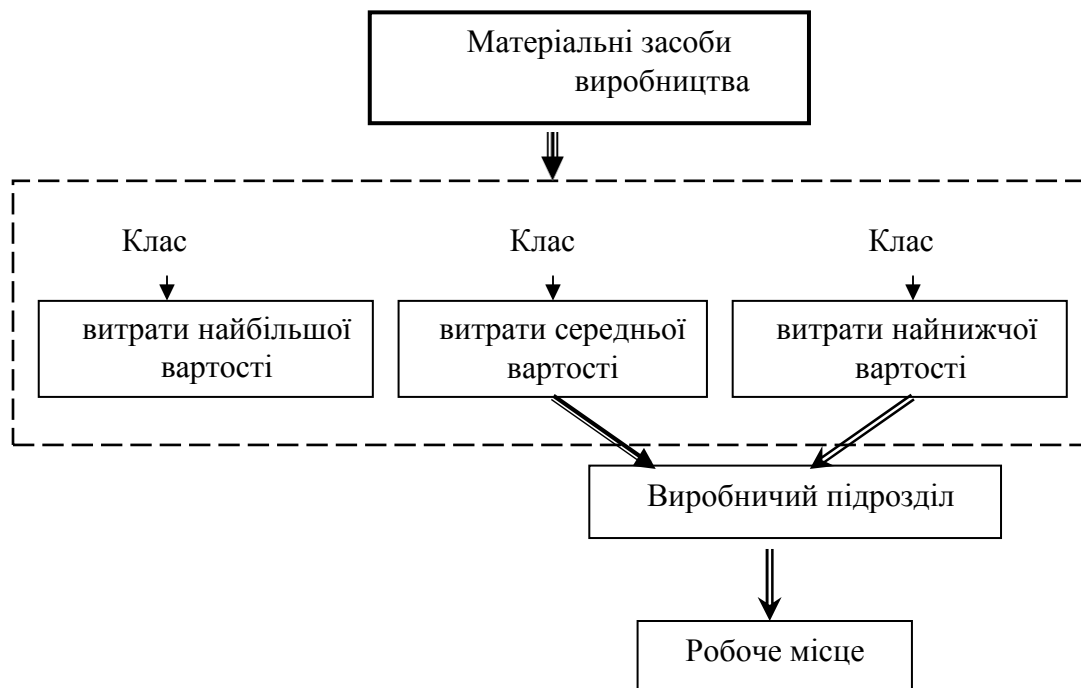 Матеріальні засоби
виробництва
Клас
Клас
Клас
витрати найбільшої
вартості
витрати середньої
вартості
витрати найнижчої
вартості
Виробничий підрозділ
Робоче місце